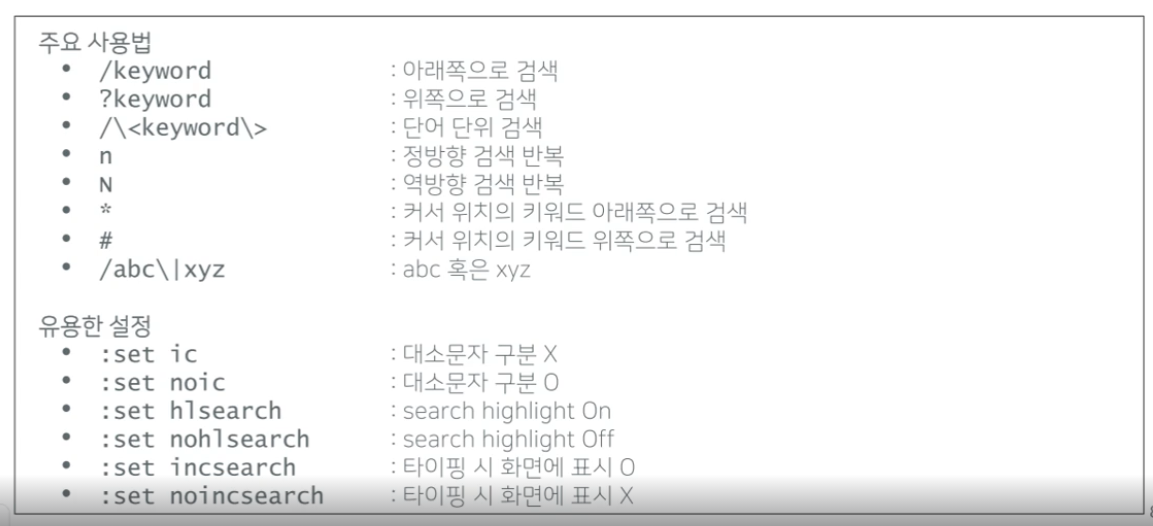 주요 사용법
• /keyword : 아래쪽으로 검색
• ?keyword : 위쪽으로 검색
• /\<keyword\> : 단어 단위 검색
• n : 정방향 검색 반복
• N : 역방향 검색 반복
• * : 커서 위치의 키워드 아래쪽으로 검색
• # : 커서 위치의 키워드 위쪽으로 검색
• /abc\|xyz : abc 혹은 xyz
유용한 설정
• :set ic : 대소문자 구분 X
• :set noic : 대소문자 구분 O
• :set hlsearch : search highlight On
• :set nohlsearch : search highlight Off
• :set incsearch : 타이핑 시 화면에 표시 O
• :set noincsearch : 타이핑 시 화면에 표시 X